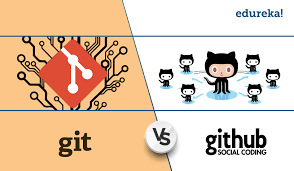 edureka!
git
VS
github
SOCIAL CODING